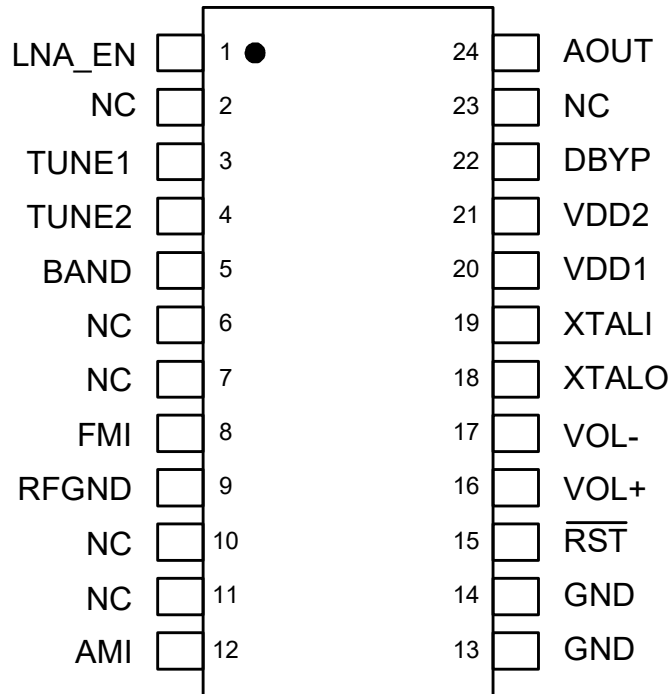 LNA_EN 1 24 AOUT
NC 2 23 NC
TUNE1 3 22 DBYP
TUNE2 4 21 VDD2
BAND 5 20 VDD1
NC 6 19 XTALI
NC 7 18 XTALO
FMI 8 17 VOL-
RFGND 9 16 VOL+
NC 10 15 R̅S̅T̅
NC 11 14 GND
AMI 12 13 GND